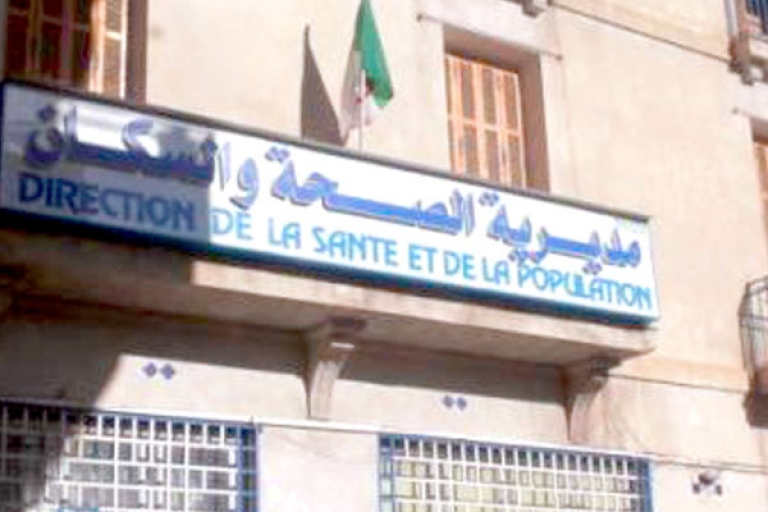 مديرية الصحة والسكان
DIRECTION DE LA SANTE ET DE LA POPULATION